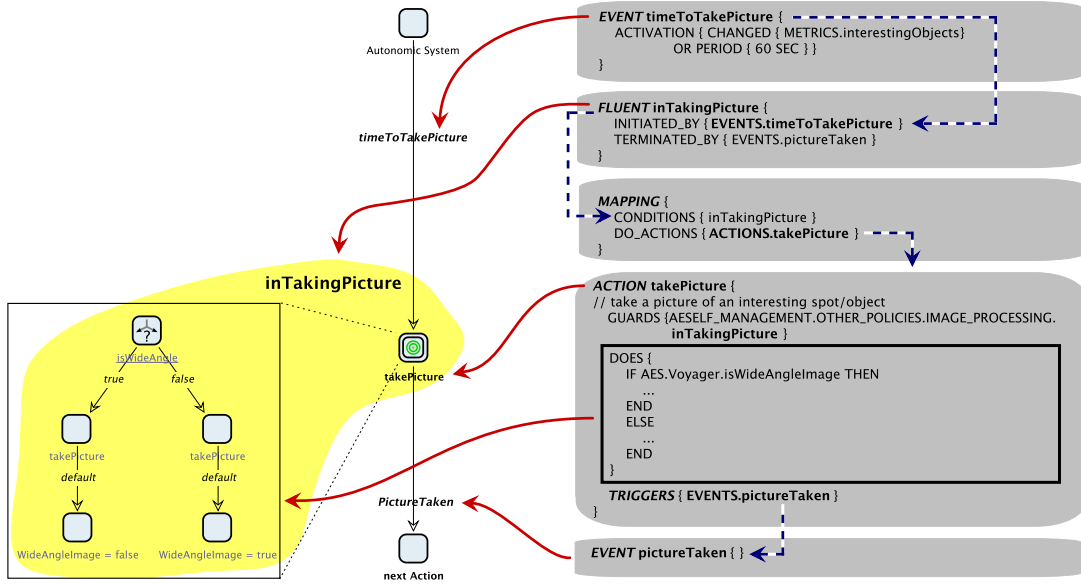 Autonomic System
timeToTakePicture
inTakingPicture
?
isWideAngle
true
false
takePicture
takePicture
default
default
WideAngleImage = false
WideAngleImage = true
takePicture
PictureTaken
next Action
EVENT timeToTakePicture {
ACTIVATION { CHANGED { METRICS.interestingObjects}
OR PERIOD { 60 SEC } }
}
FLUENT inTakingPicture {
INITIATED_BY { EVENTS.timeToTakePicture }
TERMINATED_BY { EVENTS.pictureTaken }
}
MAPPING {
CONDITIONS { inTakingPicture }
DO_ACTIONS { ACTIONS.takePicture }
}
ACTION takePicture {
// take a picture of an interesting spot/object
GUARDS {AESELF_MANAGEMENT.OTHER_POLICIES.IMAGE_PROCESSING.
inTakingPicture }
DOES {
IF AES.Voyager.isWideAngleImage THEN
...
END
ELSE
...
END
}
TRIGGERS { EVENTS.pictureTaken }
}
EVENT pictureTaken { }